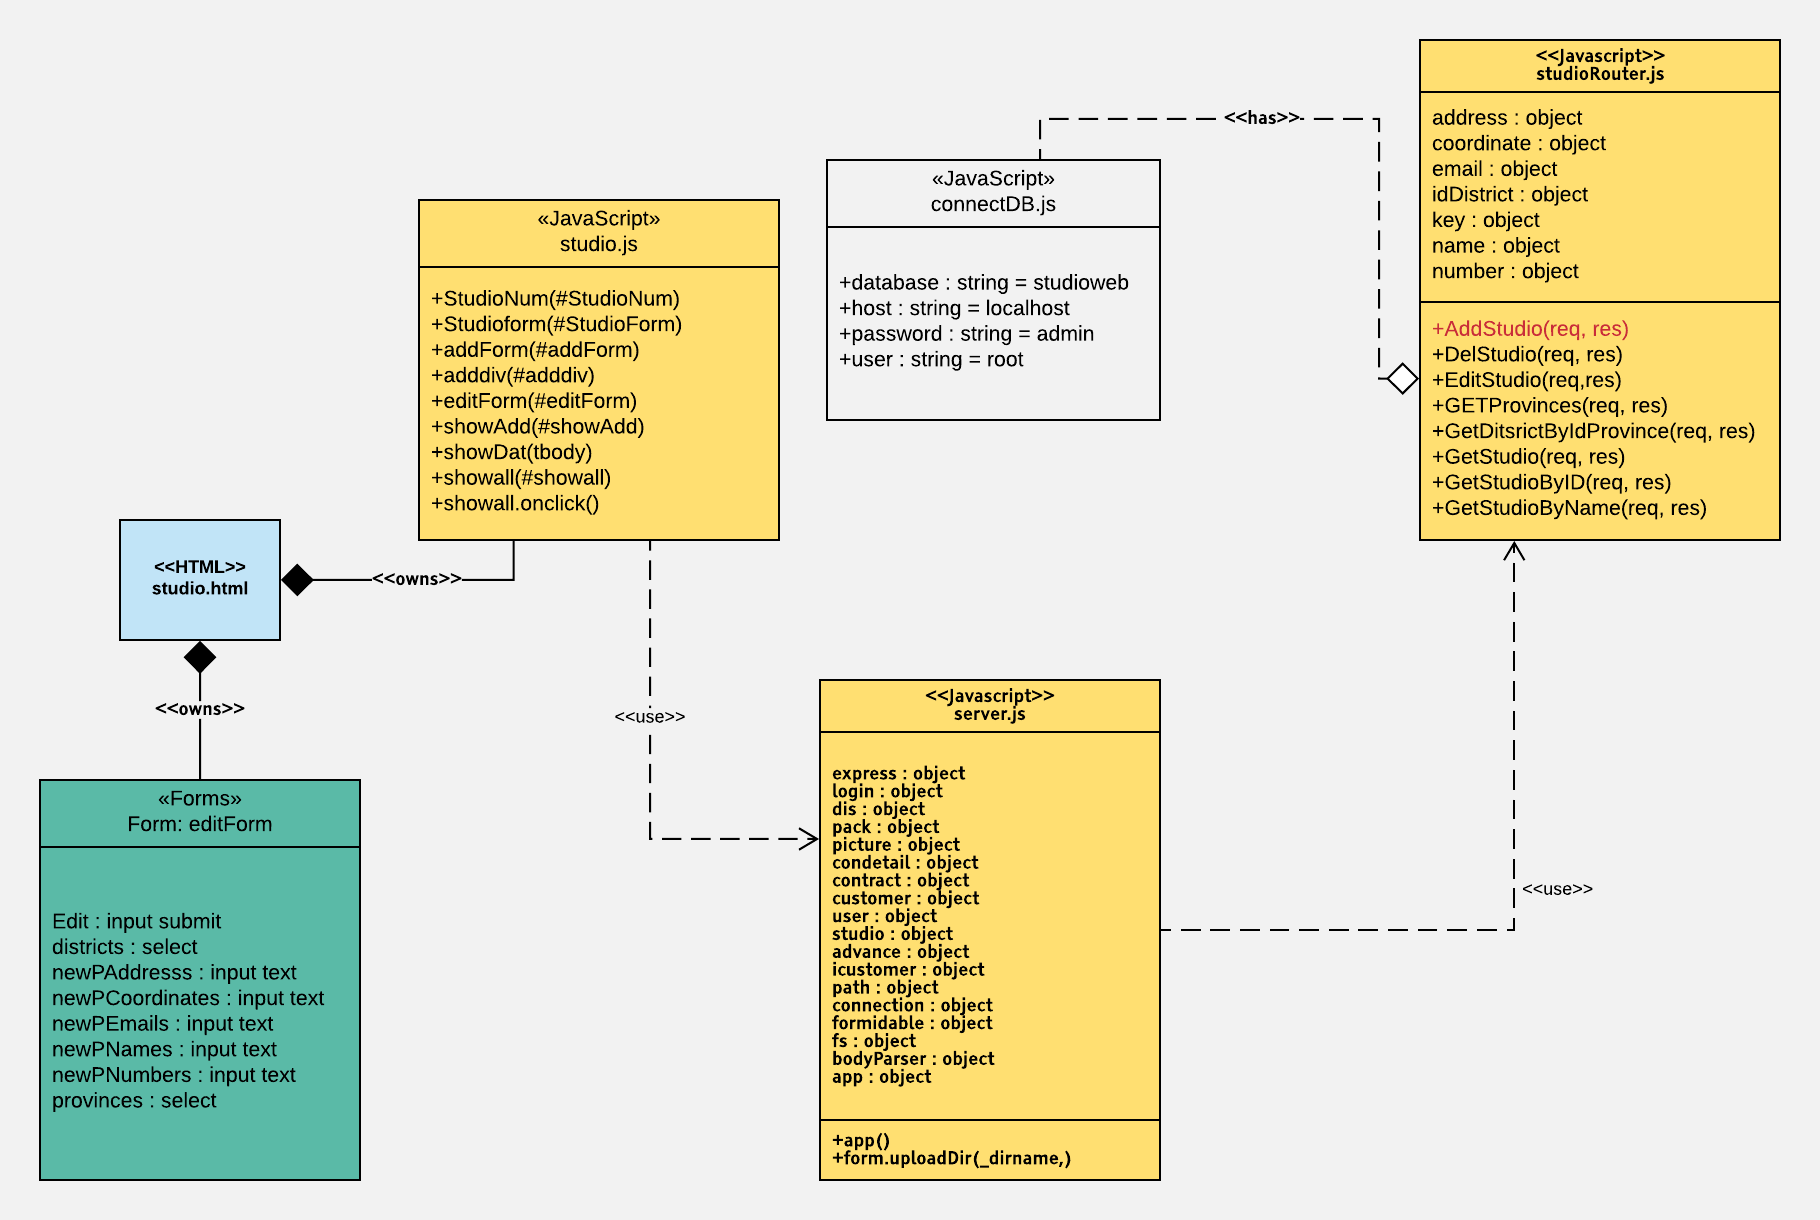 <<Javascript>>
studioRouter.js
address : object
coordinate : object
email : object
idDistrict : object
key : object
name : object
number : object
+AddStudio(req, res)
+DelStudio(req, res)
+EditStudio(req,res)
+GETProvinces(req, res)
+GetDitsrictByIdProvince(req, res)
+GetStudio(req, res)
+GetStudioByID(req, res)
+GetStudioByName(req, res)
<<has>>
«JavaScript»
connectDB.js
+database : string = studioweb
+host : string = localhost
+password : string = admin
+user : string = root
«JavaScript»
studio.js
+StudioNum(#StudioNum)
+Studioform(#StudioForm)
+addForm(#addForm)
+adddiv(#adddiv)
+editForm(#editForm)
+showAdd(#showAdd)
+showDat(tbody)
+showall(#showall)
+showall.onclick()
<<HTML>>
studio.html
<<owns>>
<<owns>>
<<use>>
<<use>>
«Forms»
Form: editForm
Edit : input submit
districts : select
newPAddresss : input text
newPCoordinates : input text
newPEmails : input text
newPNames : input text
newPNumbers : input text
provinces : select
<<Javascript>>
server.js
express : object
login : object
dis : object
pack : object
picture : object
condetail : object
contract : object
customer : object
user : object
studio : object
advance : object
icustomer : object
path : object
connection : object
formidable : object
fs : object
bodyParser : object
app : object
+app()
+form.uploadDir(_dirname,)